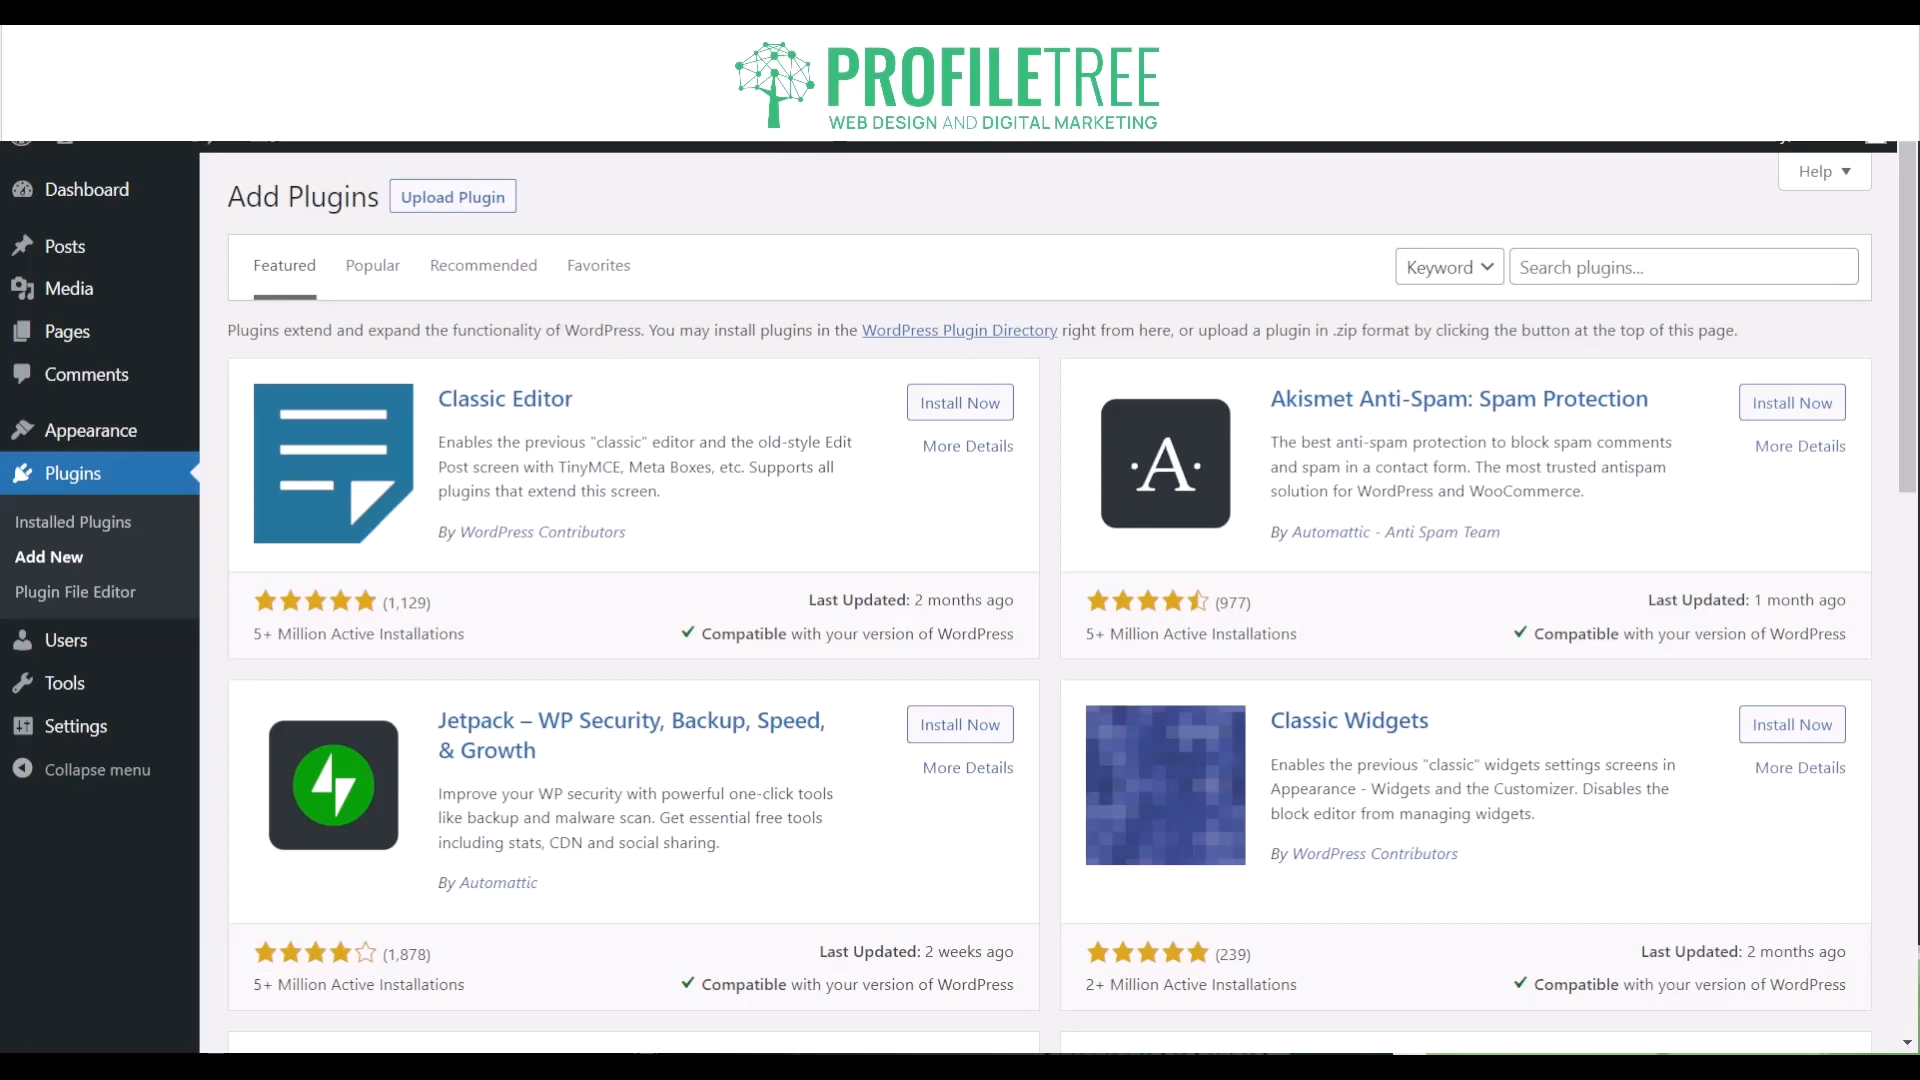 PROFILETREE
WEB DESIGN AND DIGITAL MARKETING
Help
Dashboard
Posts
Media
Pages
Comments
Appearance
Plugins
Installed Plugins
Add New
Plugin File Editor
Users
Tools
Settings
Collapse menu
Add Plugins
Upload Plugin
Featured Popular Recommended Favorites
Keyword
Search plugins...
Plugins extend and expand the functionality of WordPress. You may install plugins in the WordPress Plugin Directory right from here, or upload a plugin in .zip format by clicking the button at the top of this page.
Classic Editor
Install Now
More Details
Enables the previous "classic" editor and the old-style Edit
Post screen with TinyMCE, Meta Boxes, etc. Supports all
plugins that extend this screen.
By WordPress Contributors
(1,129)
Last Updated: 2 months ago
5+ Million Active Installations
Compatible with your version of WordPress
·A·
Akismet Anti-Spam: Spam Protection
Install Now
More Details
The best anti-spam protection to block spam comments
and spam in a contact form. The most trusted antispam
solution for WordPress and WooCommerce.
By Automattic - Anti Spam Team
(977)
Last Updated: 1 month ago
5+ Million Active Installations
Compatible with your version of WordPress
Jetpack – WP Security, Backup, Speed,
& Growth
Install Now
More Details
Improve your WP security with powerful one-click tools
like backup and malware scan. Get essential free tools
including stats, CDN and social sharing.
By Automattic
(1,878)
Last Updated: 2 weeks ago
5+ Million Active Installations
Compatible with your version of WordPress
Classic Widgets
Install Now
More Details
Enables the previous "classic" widgets settings screens in
Appearance - Widgets and the Customizer. Disables the
block editor from managing widgets.
By WordPress Contributors
(239)
Last Updated: 2 months ago
2+ Million Active Installations
Compatible with your version of WordPress